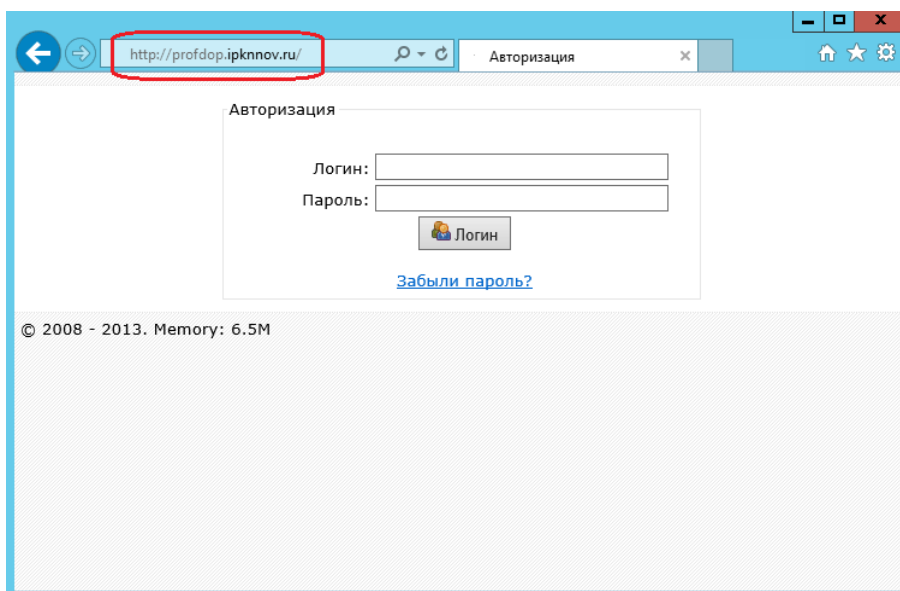 http://profdop.ipknnov.ru/
Авторизация
Авторизация
Логин:
Пароль:
Логин
Забыли пароль?
© 2008 - 2013. Memory: 6.5M